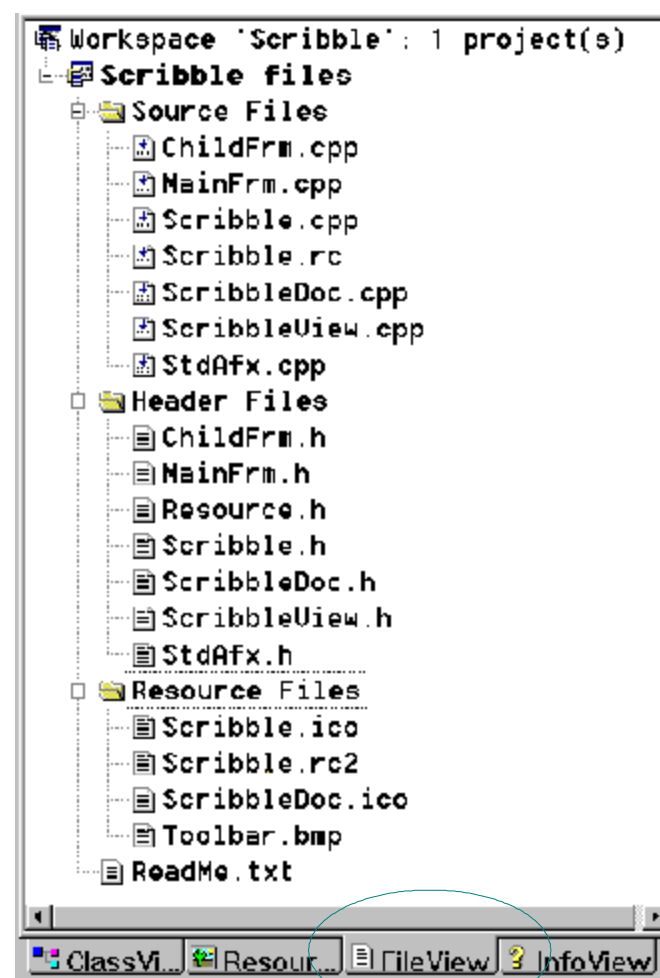 Workspace 'Scribble': 1 project(s)
Scribble files
Source Files
ChildFrm.cpp
MainFrm.cpp
Scribble.cpp
Scribble.rc
ScribbleDoc.cpp
ScribbleView.cpp
StdAfx.cpp
Header Files
ChildFrm.h
MainFrm.h
Resource.h
Scribble.h
ScribbleDoc.h
ScribbleView.h
StdAfx.h
Resource Files
Scribble.ico
Scribble.rc2
ScribbleDoc.ico
Toolbar.bmp
ReadMe.txt
ClassVi... Resour... FileView InfoView